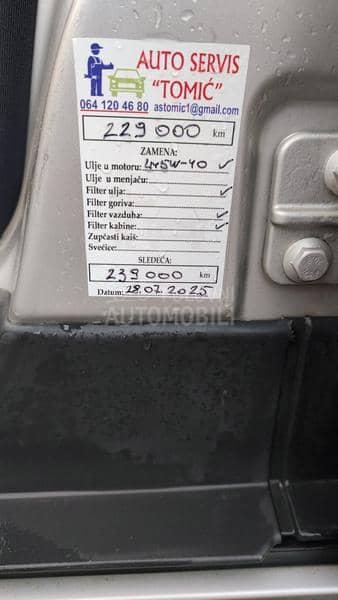 AUTO SERVIS
"TOMIĆ"
064 120 46 80 astomic1@gmail.com
229 000 km
ZAMENA:
Ulje u motoru: 4x5W-40 ✓
Ulje u menjaču:
Filter ulja: ✓
Filter goriva:
Filter vazduha: ✓
Filter kabine: ✓
Zupčasti kaiš:
Svećice:
SLEDEĆA:
239 000 km
Datum: 28.07.2025
AUTOMOBILI